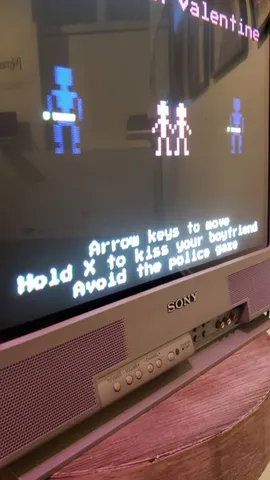 Valentine
Arrow keys to move
Hold X to kiss your boyfriend
Avoid the police gaze
SONY